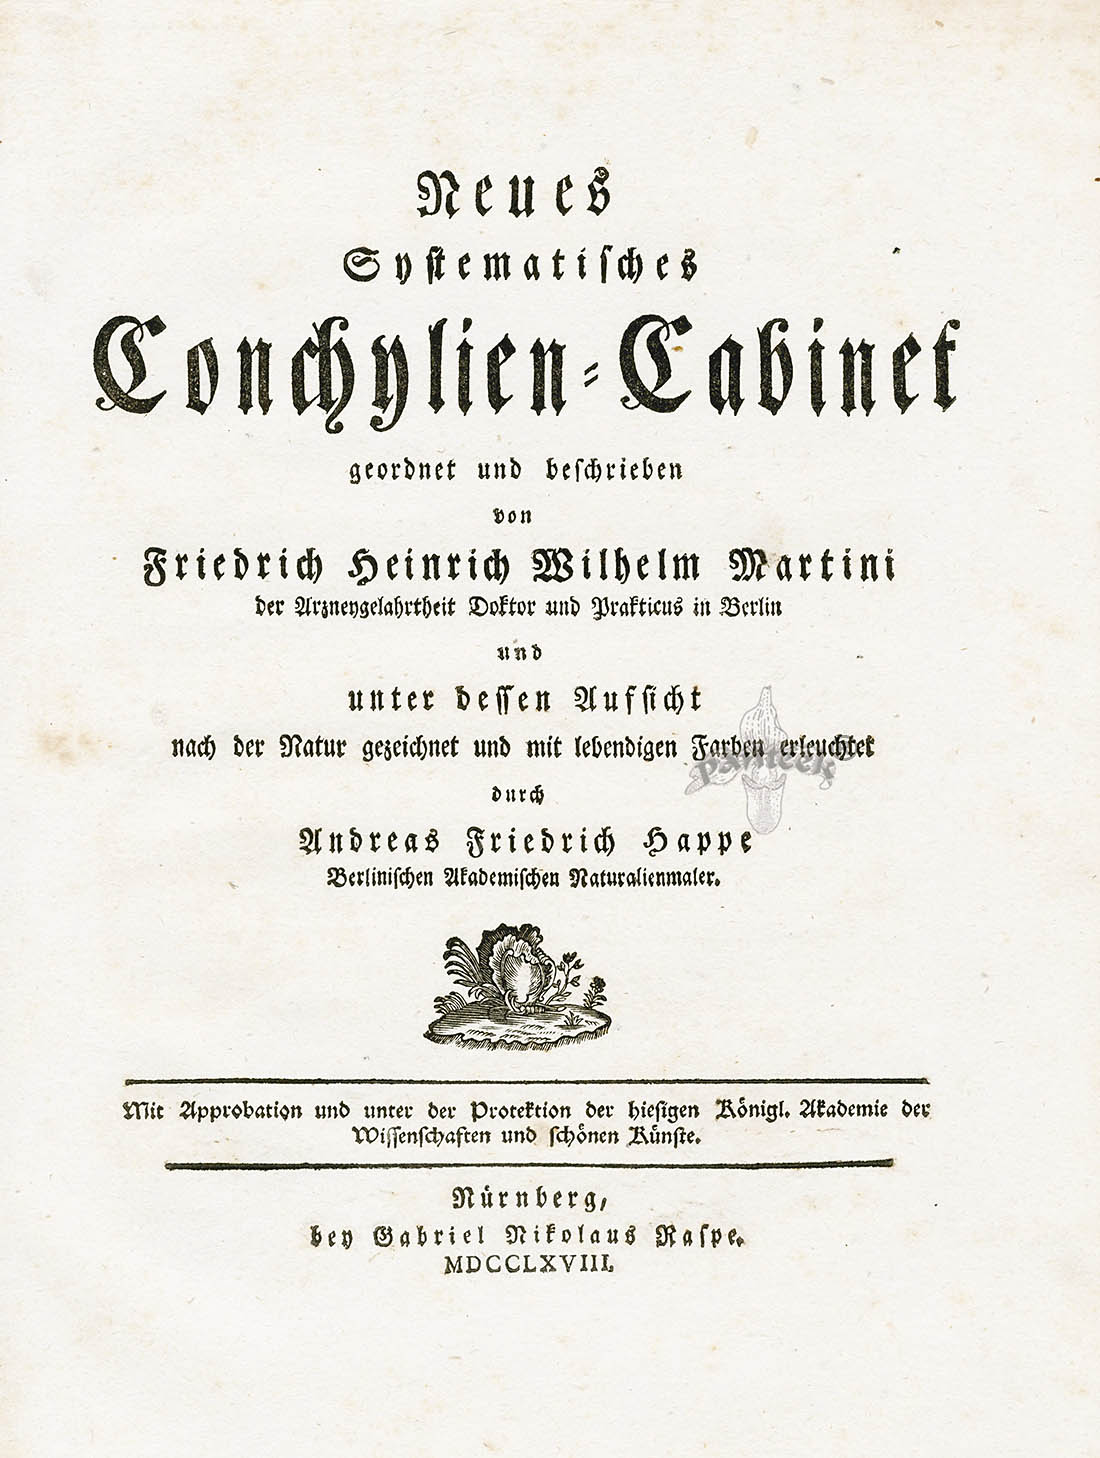 Neues
Systematisches
Conchylien-Cabinet
geordnet und beschrieben
von
Friedrich Heinrich Wilhelm Martini
der Arzneygelahrtheit Doktor und Prakticus in Berlin
und
unter dessen Aufsicht
nach der Natur gezeichnet und mit lebendigen Farben erleuchtet
panteek
durch
Andreas Friedrich Happe
Berlinischen Akademischen Naturalienmaler.
Mit Approbation und unter der Protektion der hiesigen Königl. Akademie der
Wissenschaften und schönen Künste.
Nürnberg,
bey Gabriel Nikolaus Raspe.
MDCCLXVIII.